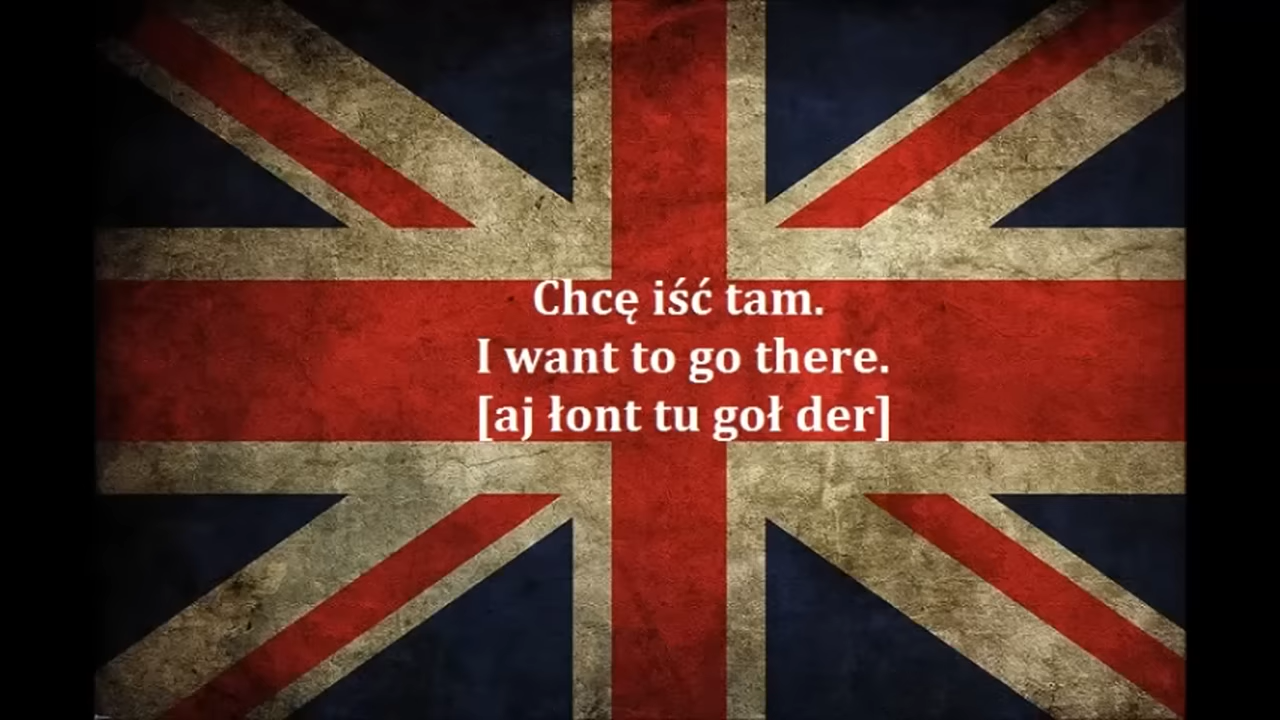 Chcę iść tam.
I want to go there.
[aj łont tu goł der]